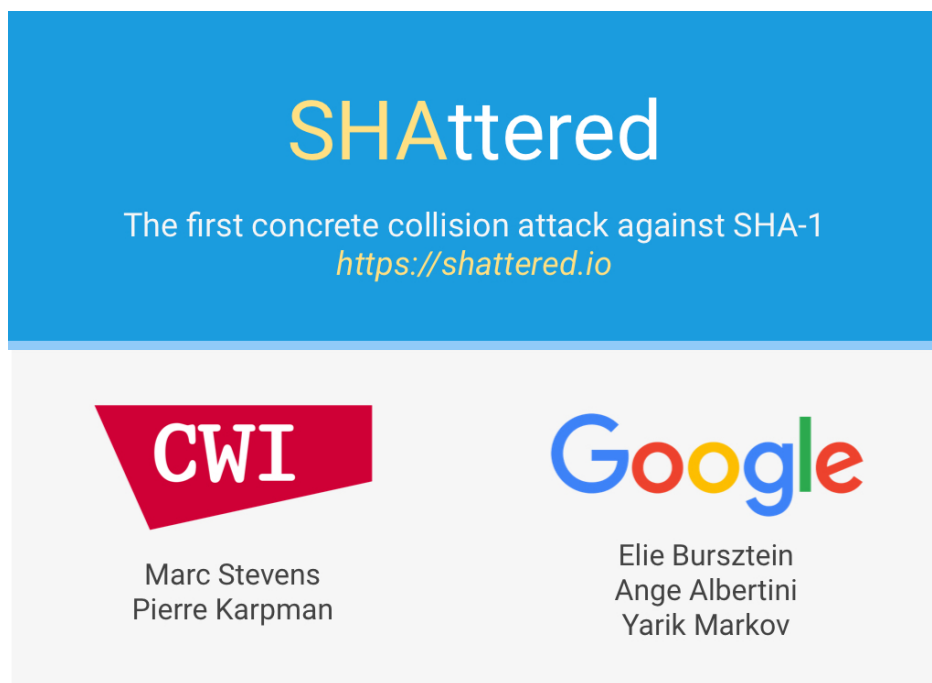 SHAttered
The first concrete collision attack against SHA-1
https://shattered.io
CWI
Marc Stevens
Pierre Karpman
Google
Elie Bursztein
Ange Albertini
Yarik Markov